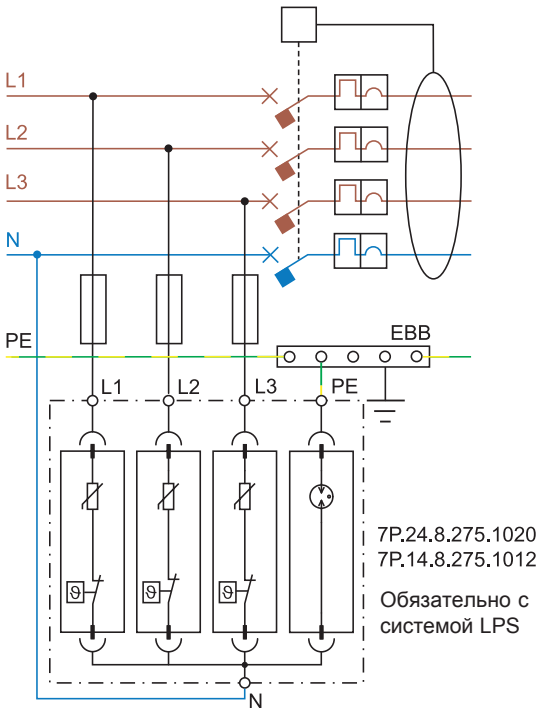 L1
L2
L3
N
PE
EBB
L1 L2 L3 PE
ϑ ϑ ϑ
7P.24.8.275.1020
7P.14.8.275.1012
Обязательно с
системой LPS
N